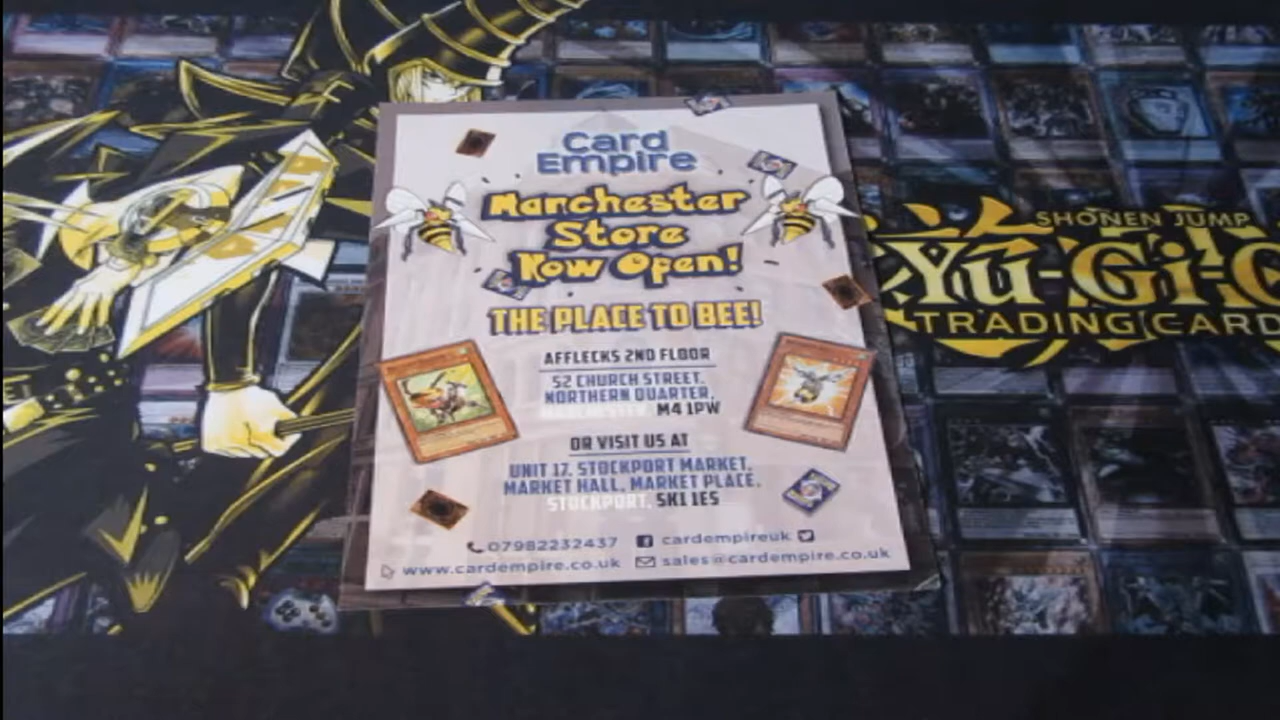 Card
Empire
Manchester
Store
Now Open!
THE PLACE TO BEE!
AFFLECKS 2ND FLOOR
52 CHURCH STREET,
NORTHERN QUARTER,
MANCHESTER, M4 1PW
OR VISIT US AT
UNIT 17, STOCKPORT MARKET,
MARKET HALL, MARKET PLACE,
STOCKPORT, SK1 1ES
07982232437 cardempireuk
www.cardempire.co.uk sales@cardempire.co.uk
SHONEN JUMP
Yu-Gi-O
TRADING CARD